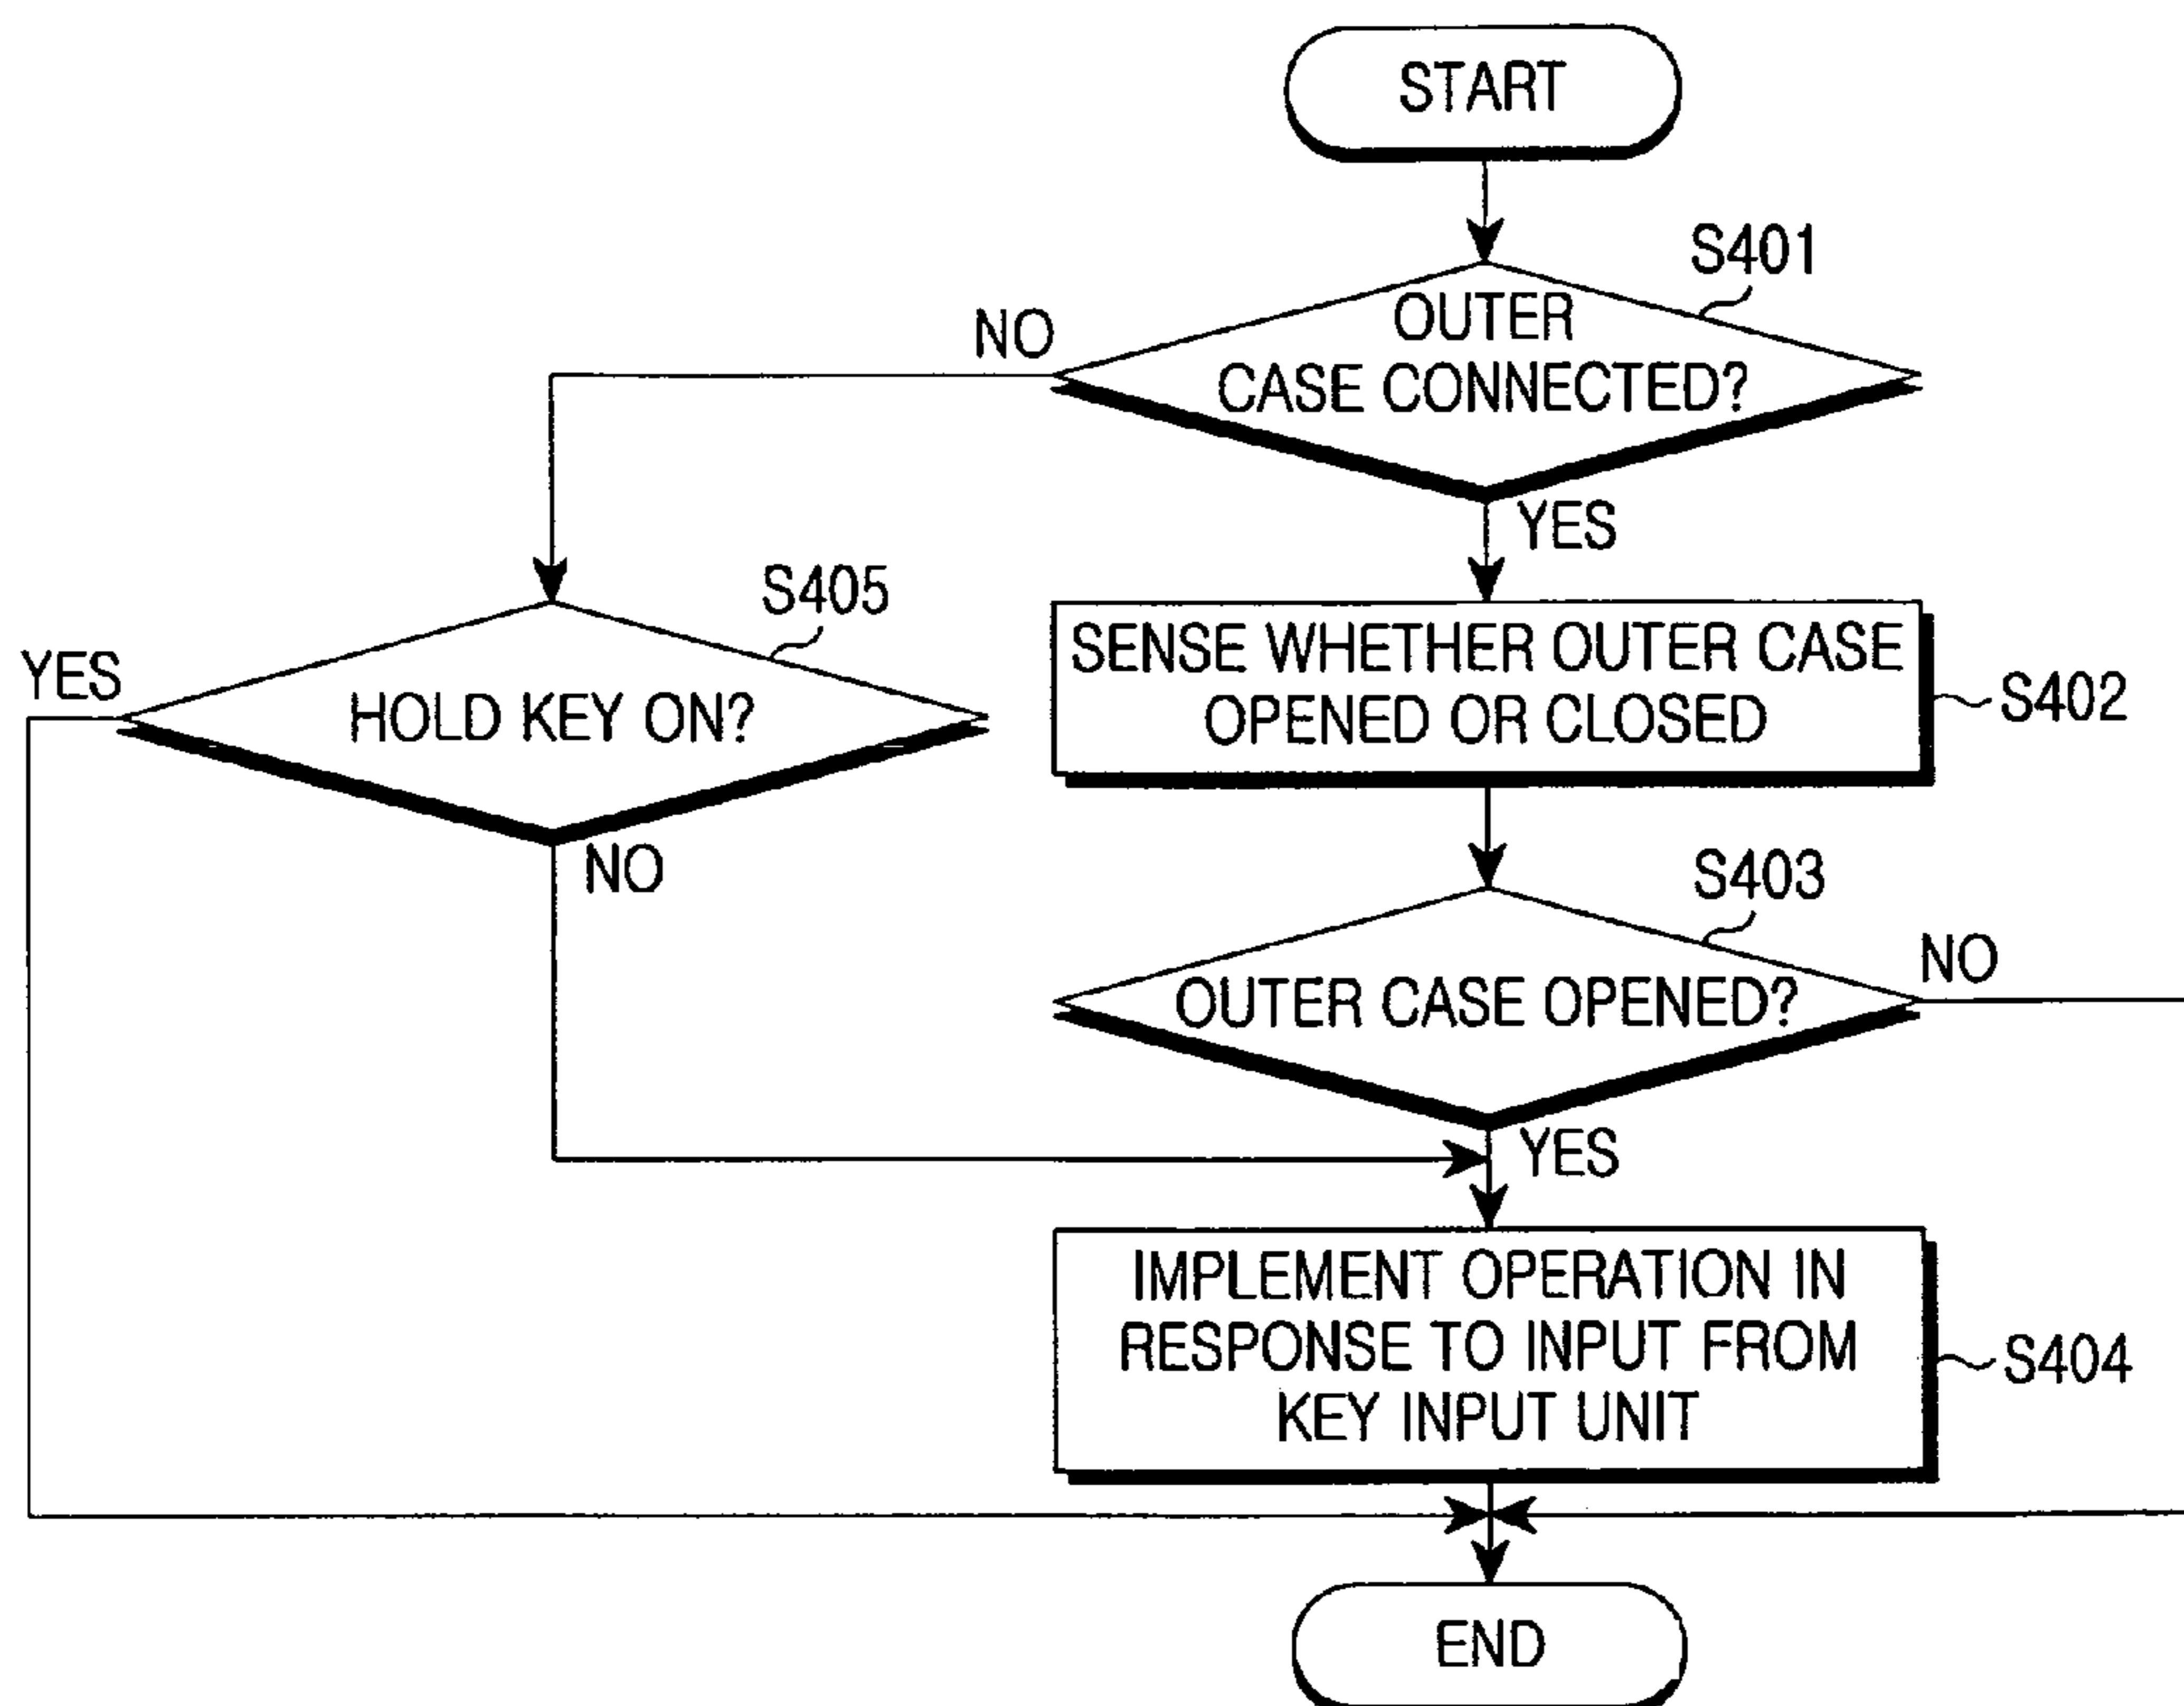 START
S401
NO
OUTER
CASE CONNECTED?
YES
S405
YES
HOLD KEY ON?
NO
SENSE WHETHER OUTER CASE
OPENED OR CLOSED
S402
S403
NO
OUTER CASE OPENED?
YES
IMPLEMENT OPERATION IN
RESPONSE TO INPUT FROM
KEY INPUT UNIT
S404
END